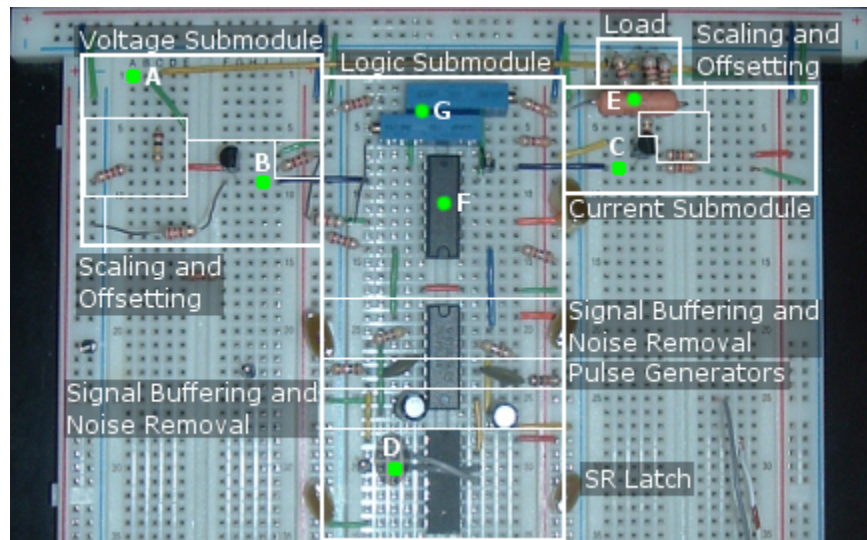 Voltage Submodule
Logic Submodule
Load
Scaling and
Offsetting
A
B
C
D
E
F
G
Current Submodule
Scaling and
Offsetting
Signal Buffering and
Noise Removal
Pulse Generators
Signal Buffering and
Noise Removal
SR Latch